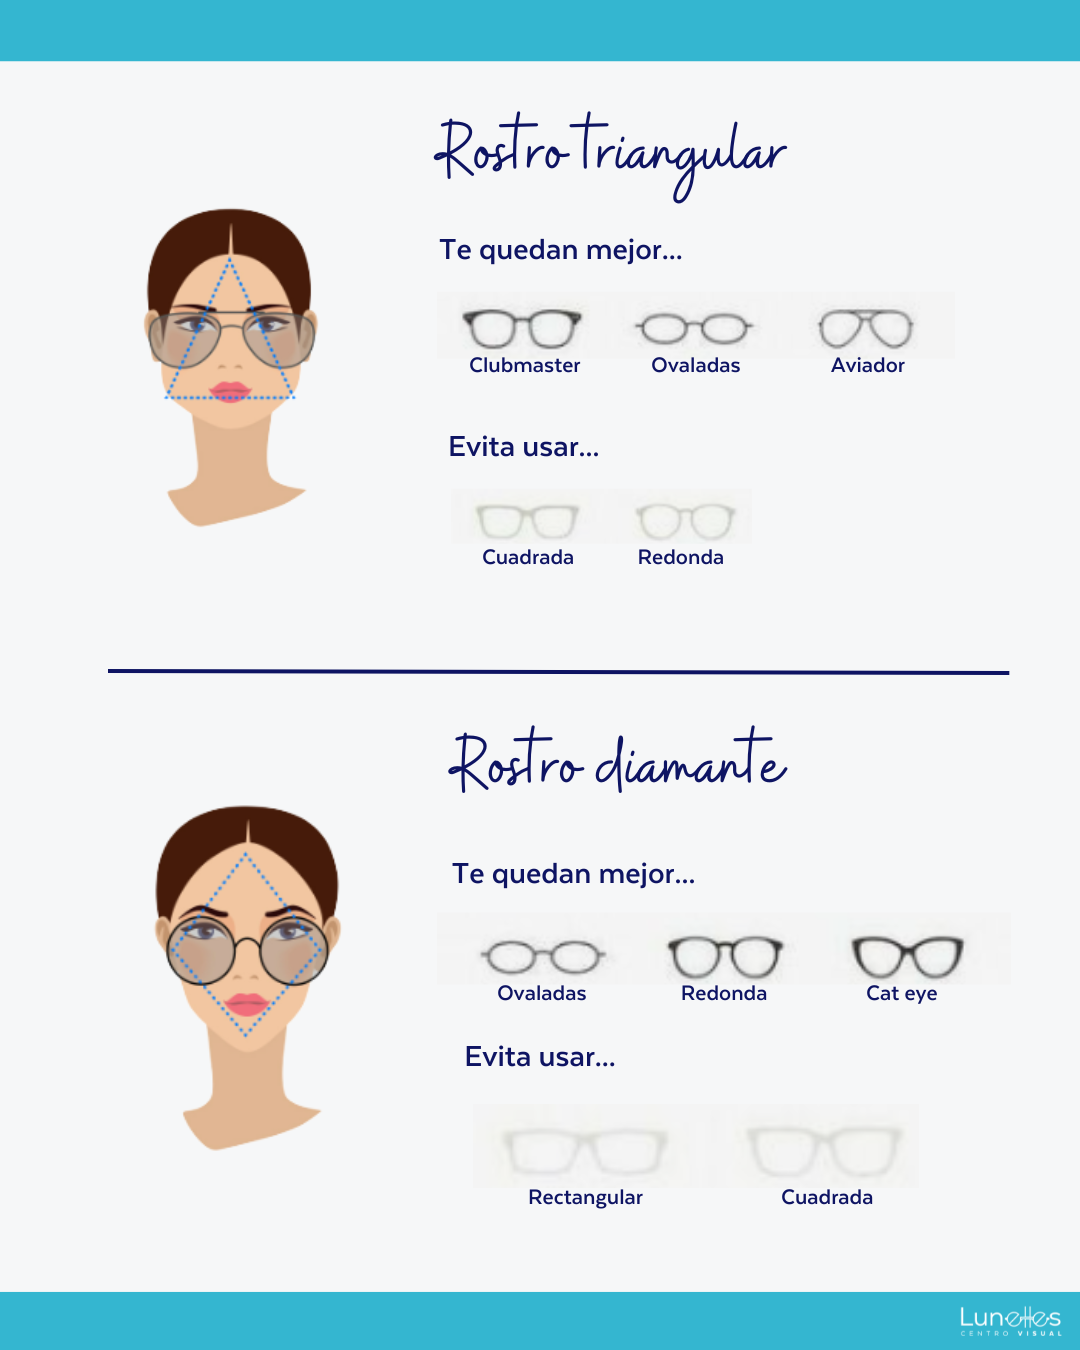 Rostro triangular
Te quedan mejor...
Clubmaster Ovaladas Aviador
Evita usar...
Cuadrada Redonda
Rostro diamante
Te quedan mejor...
Ovaladas Redonda Cat eye
Evita usar...
Rectangular Cuadrada
Lunettes
CENTRO VISUAL